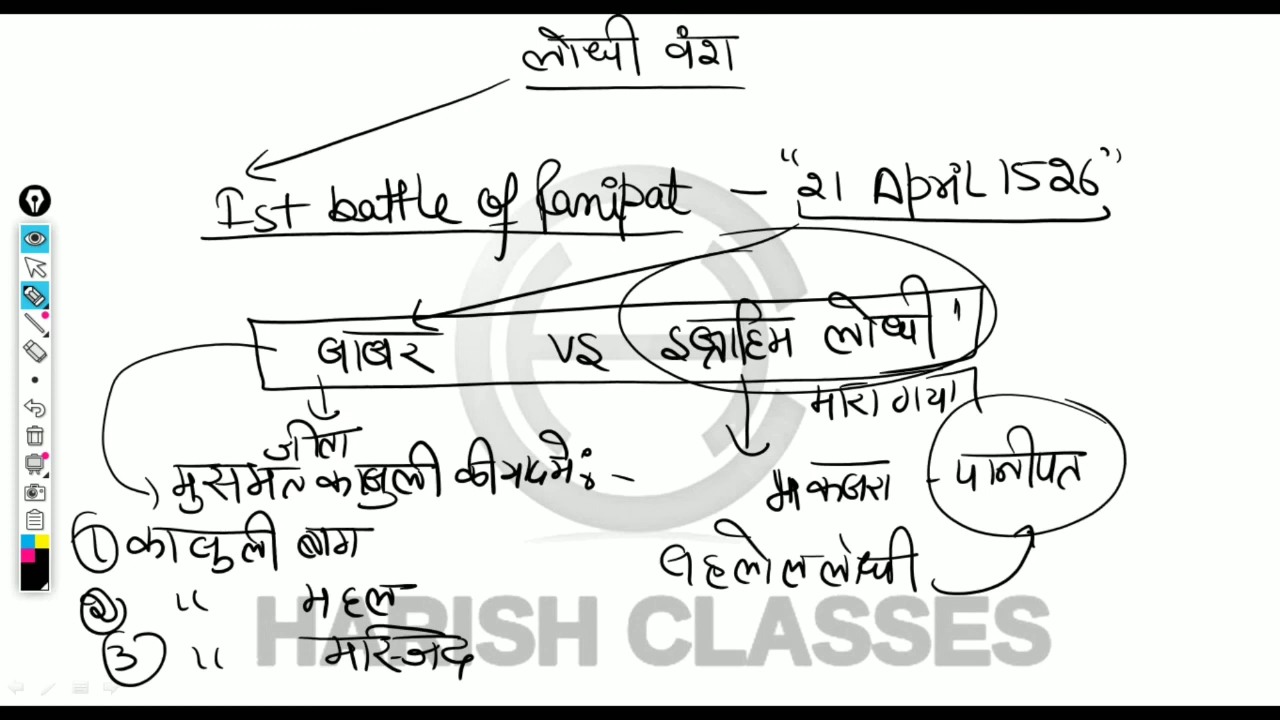 लोधी वंश
Ist battle of Panipat – "21 April 1526"
बाबर vs इब्राहिम लोधी
मारा गया
जीता
मुसमत काबुली की याद में :-
मकबरा - पानीपत
① काबुली बाग
बहलोल लोधी
② " महल
③ " मस्जिद
HARISH CLASSES